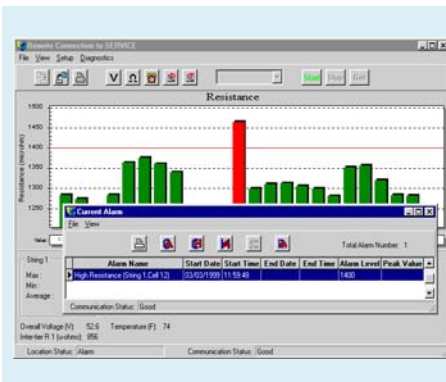 Remote Connection to SERVICE
File View Setup Diagnostics
V Ω
Start Stop Get
Resistance
Resistance (microhm)
1500
1450
1400
1350
1300
1250
Value
Current Alarm
File View
Total Alarm Number: 1
Alarm Name Start Date Start Time End Date End Time Alarm Level Peak Value
High Resistance (String 1,Cell 12) 03/03/1999 11:59:48 1400
Communication Status: Good
String 1
Max :
Min :
Average :
Overall Voltage (V) 52.6 Temperature (F) 74
Inter-tier R 1 (u-ohms) 856
Location Status: Alarm Communication Status: Good